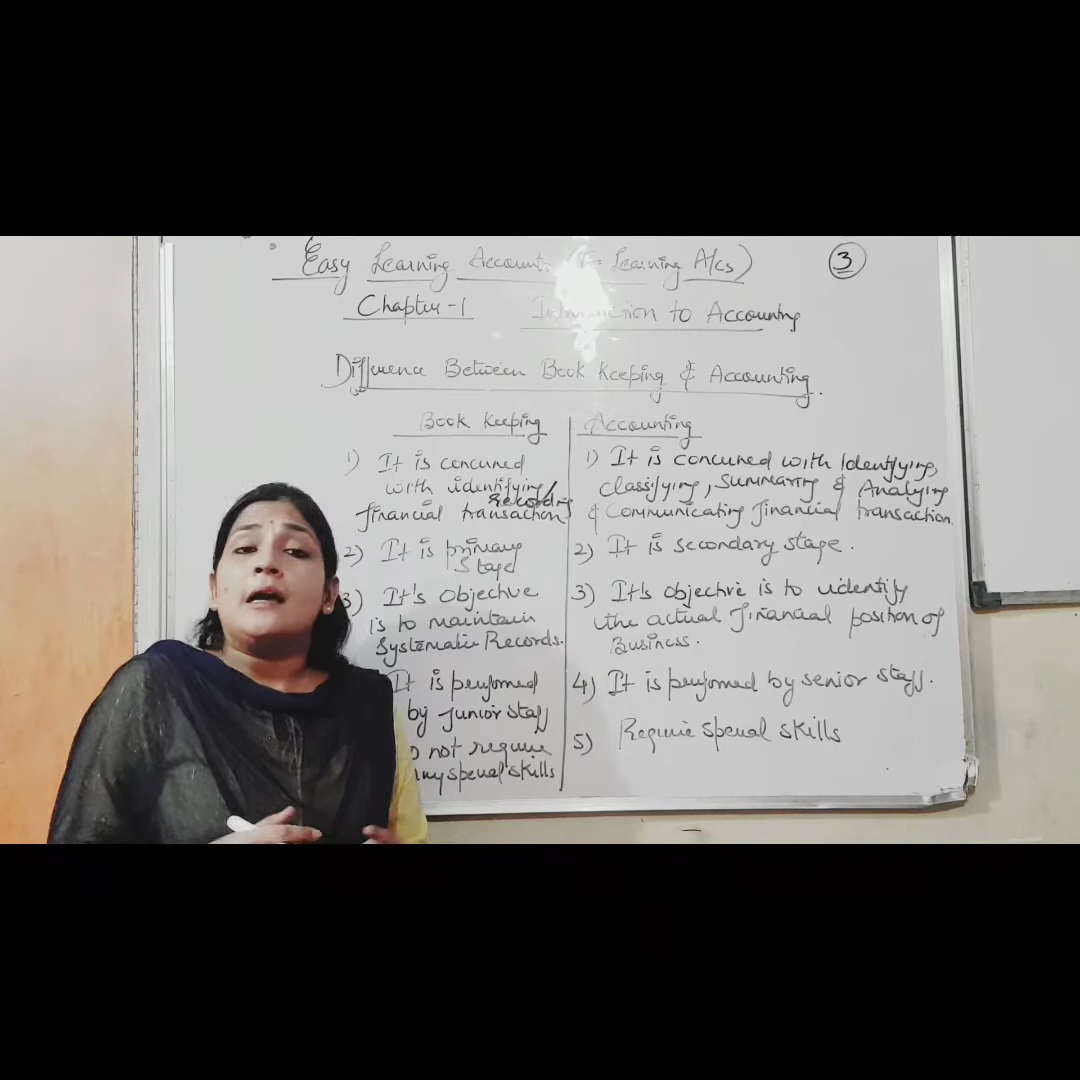 Easy Learning Accounts (E- Learning A/cs)
3
Chapter-1 Introduction to Accounting
Difference Between Book Keeping & Accounting.
Book Keeping
1) It is concerned
with identifying
Recording
financial transaction
2) It is primary
Stage
3) It's objective
is to maintain
Systematic Records.
It is performed
by junior staff
not require
any special skills
Accounting
1) It is concerned with Identifying,
classifying, summaring & Analying
& Communicating financial transaction.
2) It is secondary stage.
3) It's objective is to identify
the actual financial position of
Business.
4) It is performed by senior staff.
5) Require special skills